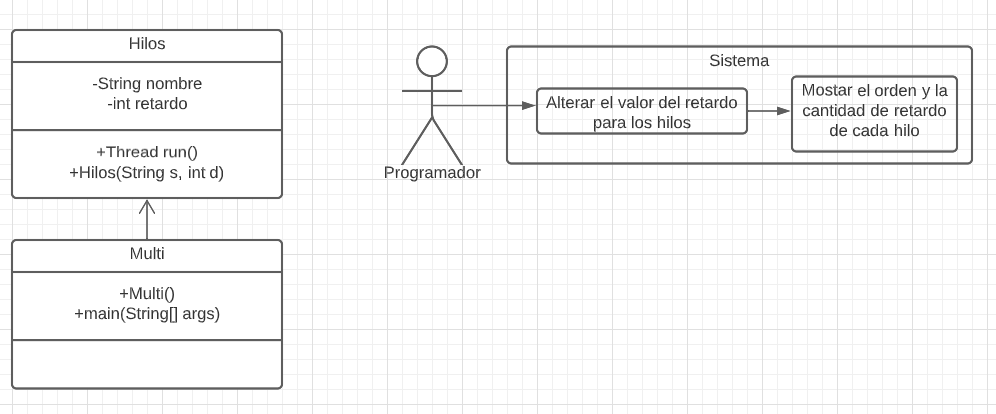 Hilos
-String nombre
-int retardo
+Thread run()
+Hilos(String s, int d)
Multi
+Multi()
+main(String[] args)
Programador
Sistema
Alterar el valor del retardo
para los hilos
Mostar el orden y la
cantidad de retardo
de cada hilo